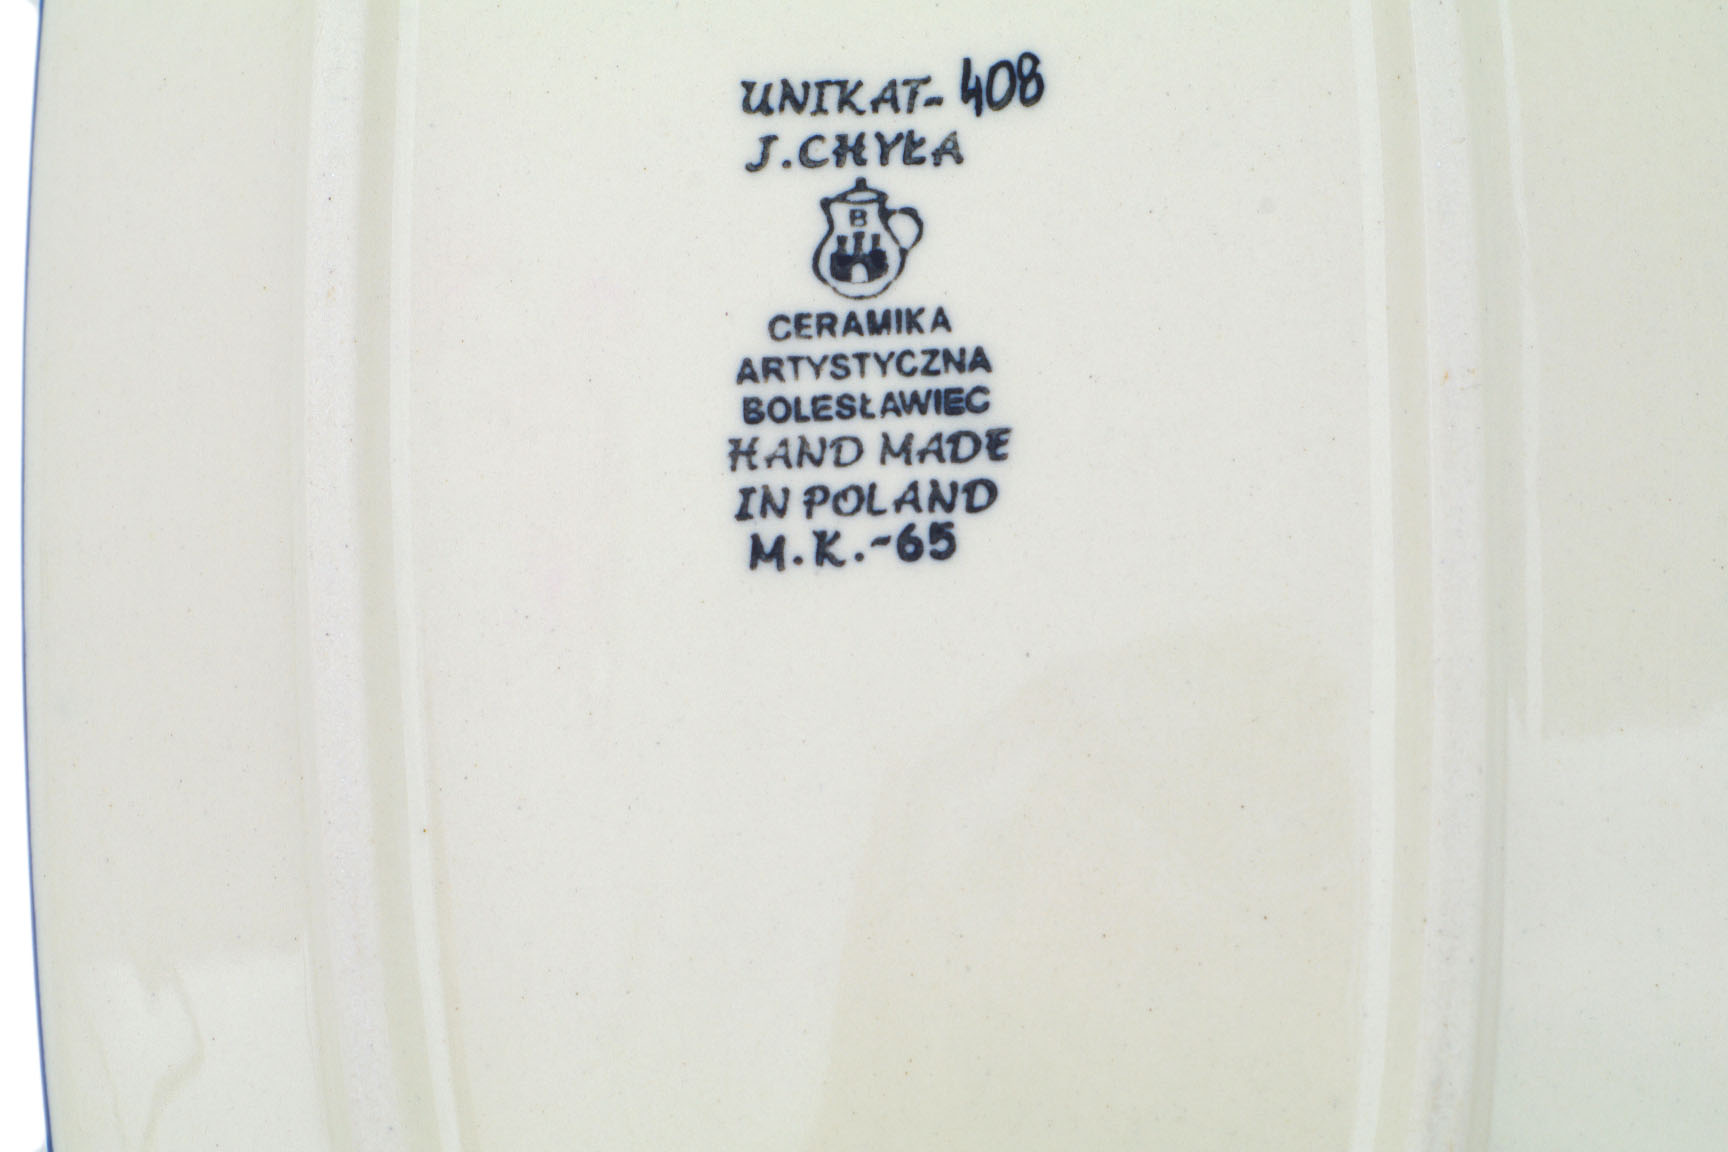 UNIKAT-408
J.CHYŁA
B
CERAMIKA
ARTYSTYCZNA
BOLESŁAWIEC
HAND MADE
IN POLAND
M.K.-65